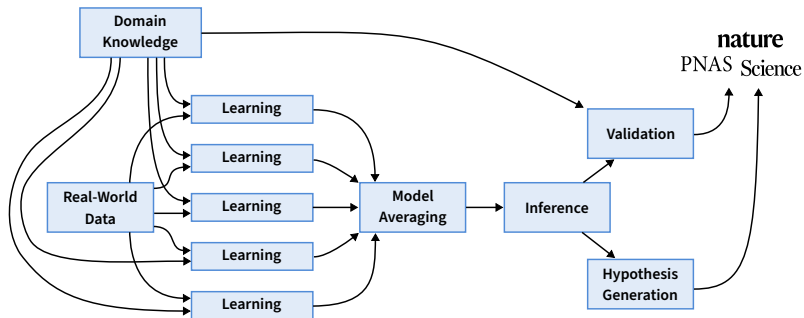 Domain
Knowledge
nature
PNAS Science
Learning
Validation
Learning
Real-World
Data
Learning
Model
Averaging
Inference
Learning
Hypothesis
Generation
Learning